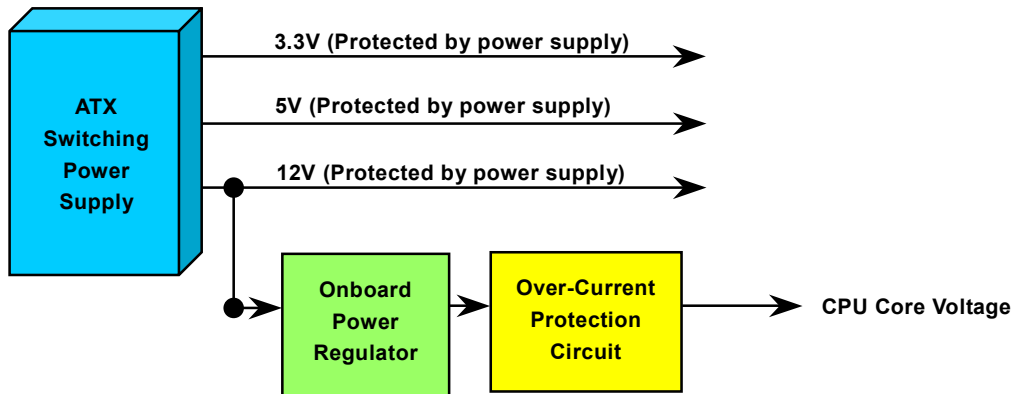 3.3V (Protected by power supply)
ATX
Switching
Power
Supply
5V (Protected by power supply)
12V (Protected by power supply)
Onboard
Power
Regulator
Over-Current
Protection
Circuit
CPU Core Voltage